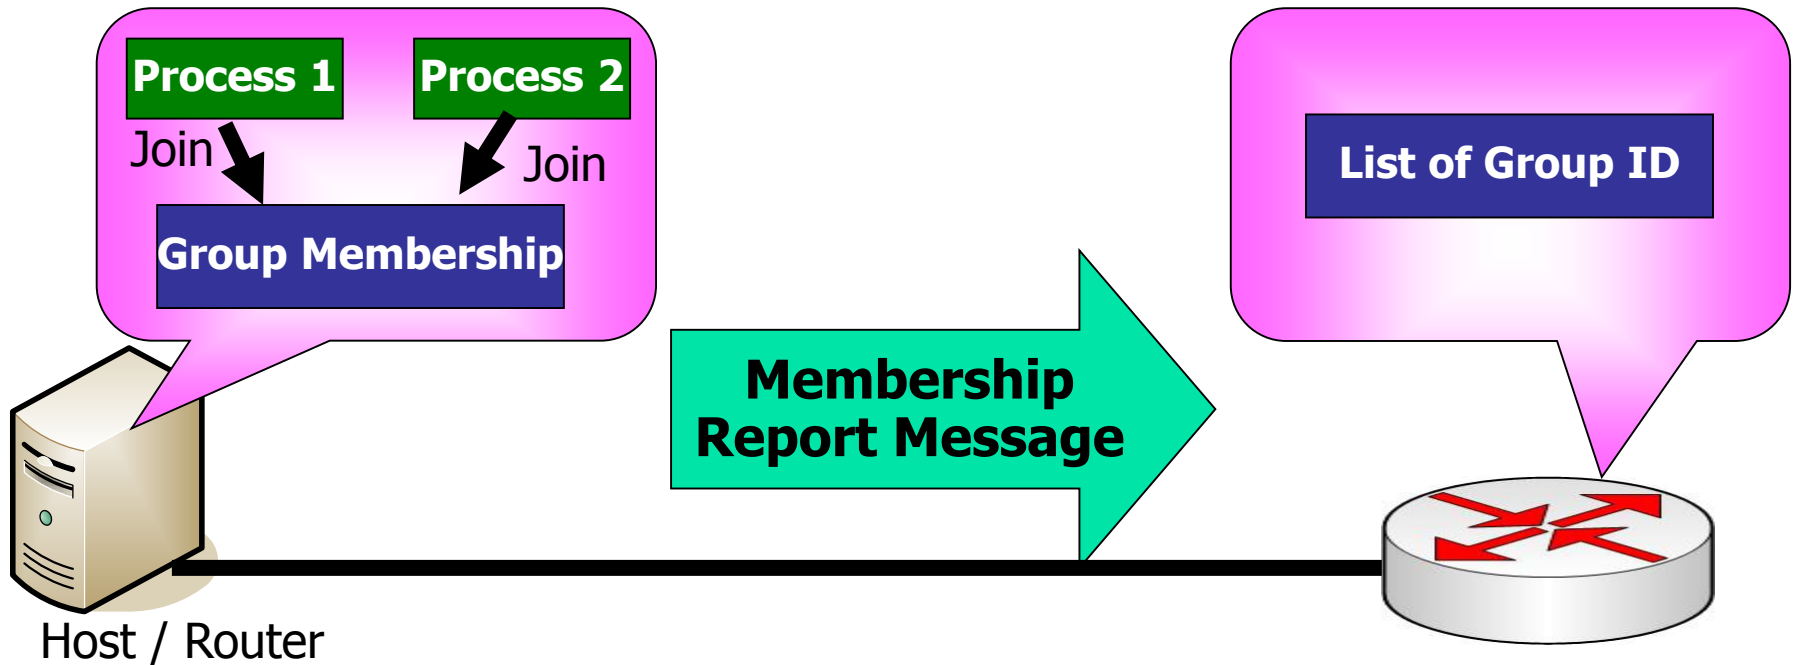 Process 1
Process 2
Join
Join
Group Membership
List of Group ID
Membership
Report Message
Host / Router